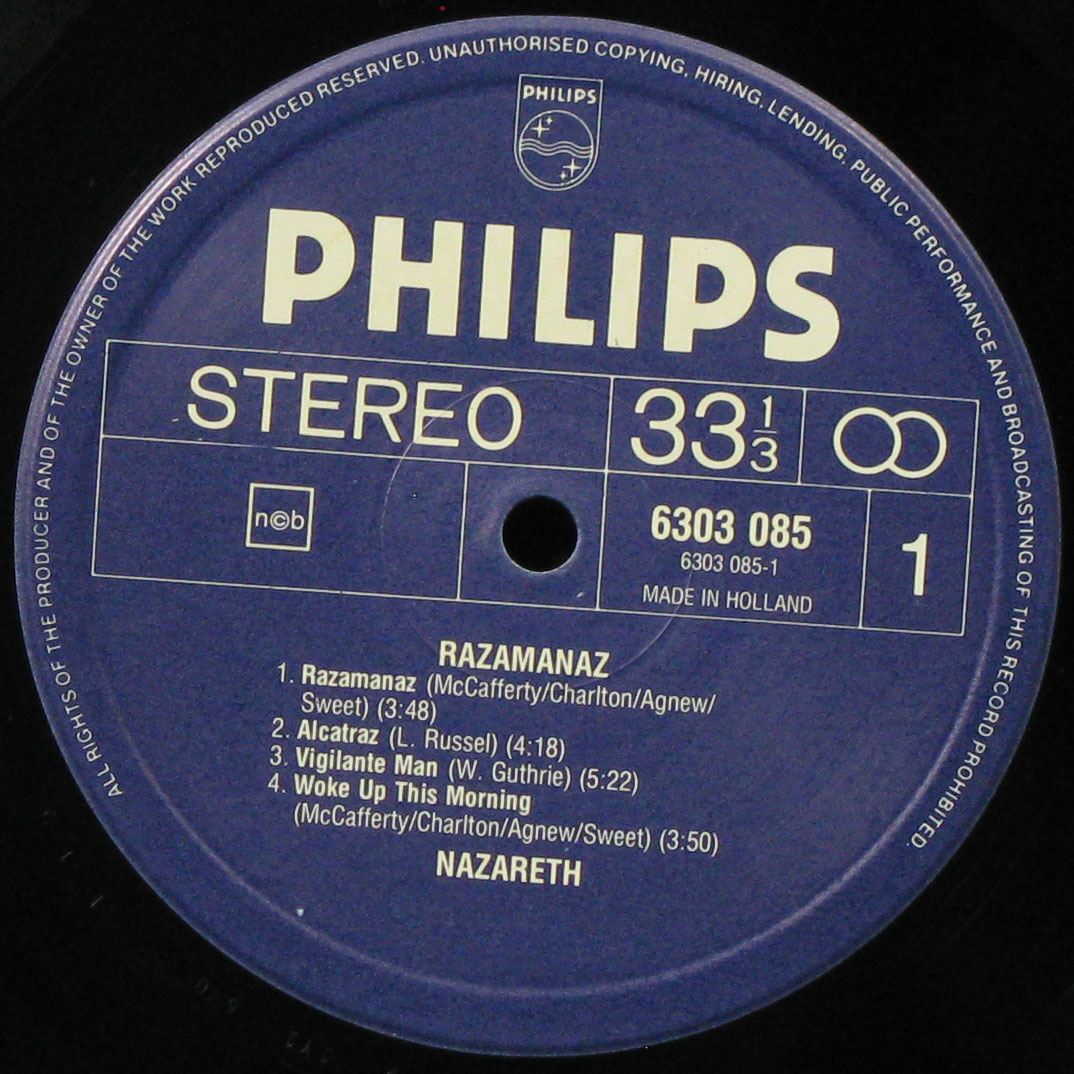 ALL RIGHTS OF THE PRODUCER AND OF THE OWNER OF THE WORK REPRODUCED RESERVED. UNAUTHORISED COPYING, HIRING, LENDING, PUBLIC PERFORMANCE AND BROADCASTING OF THIS RECORD PROHIBITED.
PHILIPS
PHILIPS
STEREO
33 1/3
n©b
6303 085
6303 085-1
MADE IN HOLLAND
1
RAZAMANAZ
1. Razamanaz (McCafferty/Charlton/Agnew/
Sweet) (3:48)
2. Alcatraz (L. Russel) (4:18)
3. Vigilante Man (W. Guthrie) (5:22)
4. Woke Up This Morning
(McCafferty/Charlton/Agnew/Sweet) (3:50)
NAZARETH